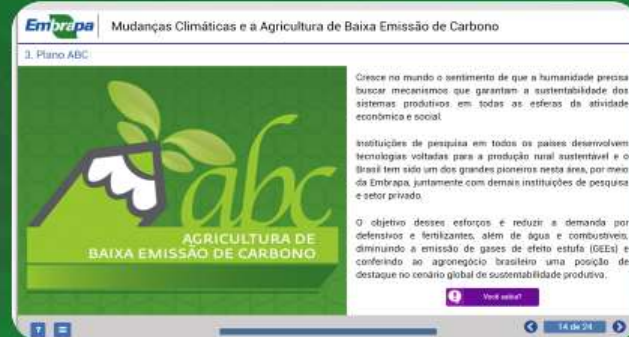 Embrapa
Mudanças Climáticas e a Agricultura de Baixa Emissão de Carbono
3. Plano ABC
abc
AGRICULTURA DE
BAIXA EMISSÃO DE CARBONO
Cresce no mundo o sentimento de que a humanidade precisa
buscar mecanismos que garantam a sustentabilidade dos
sistemas produtivos em todas as esferas da atividade
econômica e social.
Instituições de pesquisa em todos os países desenvolvem
tecnologias voltadas para a produção rural sustentável e o
Brasil tem sido um dos grandes pioneiros nesta área, por meio
da Embrapa, juntamente com demais instituições de pesquisa
e setor privado.
O objetivo desses esforços é reduzir a demanda por
defensivos e fertilizantes, além de água e combustíveis,
diminuindo a emissão de gases de efeito estufa (GEEs) e
conferindo ao agronegócio brasileiro uma posição de
destaque no cenário global de sustentabilidade produtiva.
Você sabia?
?
14 de 24